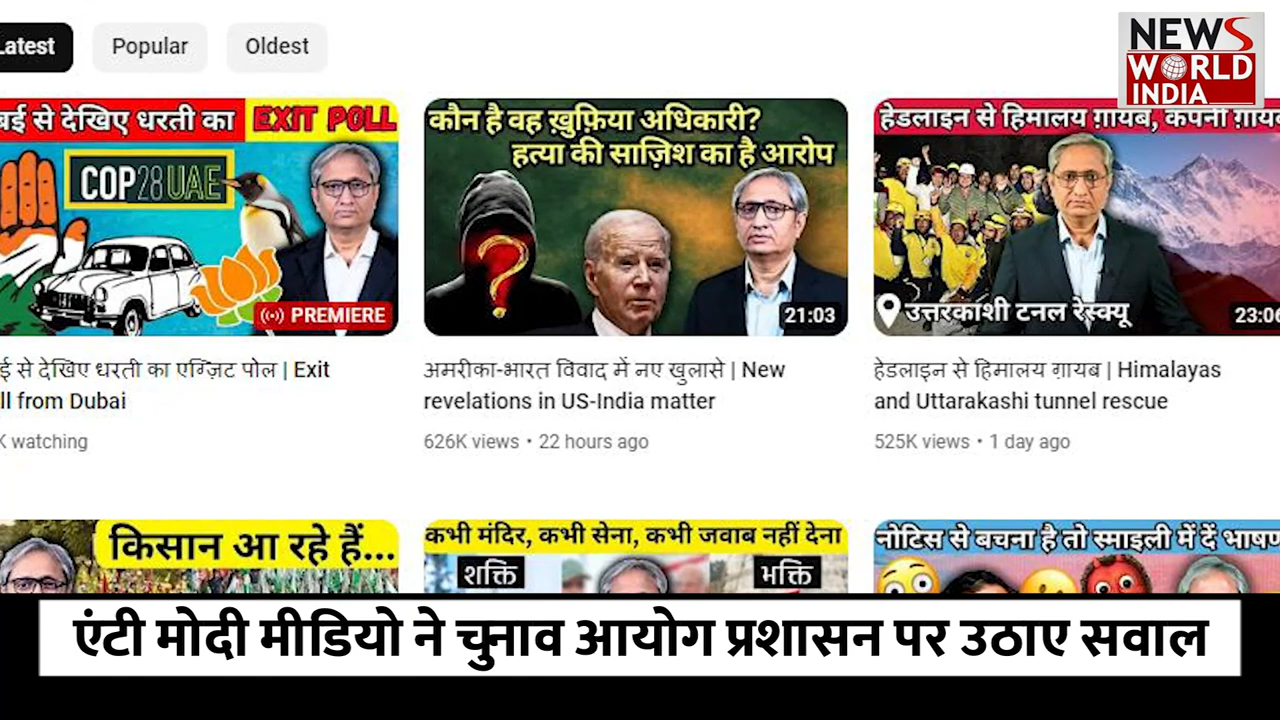 Latest
Popular
Oldest
NEWS
WORLD
INDIA
से देखिए धरती का EXIT POLL
COP28 UAE
PREMIERE
कौन है वह ख़ुफ़िया अधिकारी?
हत्या की साज़िश का है आरोप
21:03
हेडलाइन से हिमालय ग़ायब, कंपनी ग़ायब
उत्तरकाशी टनल रेस्क्यू
23:06
से देखिए धरती का एग्ज़िट पोल | Exit
from Dubai
watching
अमरीका-भारत विवाद में नए खुलासे | New
revelations in US-India matter
626K views • 22 hours ago
हेडलाइन से हिमालय ग़ायब | Himalayas
and Uttarakashi tunnel rescue
525K views • 1 day ago
किसान आ रहे हैं...
कभी मंदिर, कभी सेना, कभी जवाब नहीं देना
शक्ति
भक्ति
नोटिस से बचना है तो स्माइली में दें भाषण
एंटी मोदी मीडियो ने चुनाव आयोग प्रशासन पर उठाए सवाल